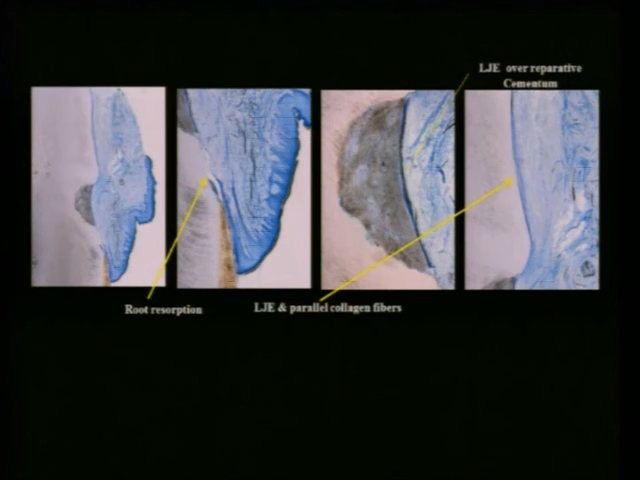 LJE over reparative
Cementum
Root resorption
LJE & parallel collagen fibers